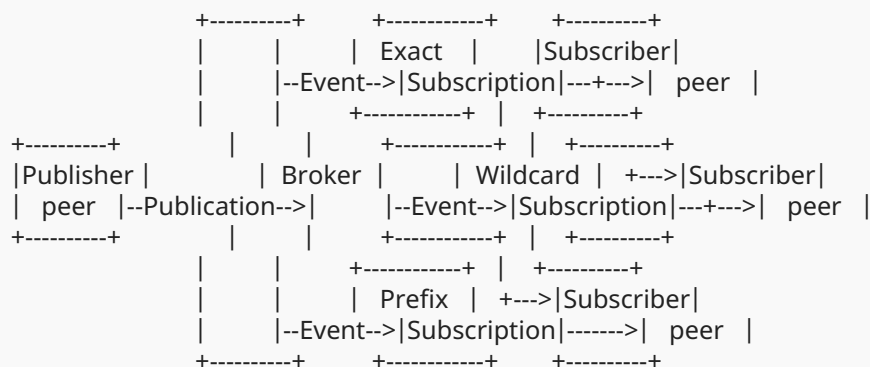 +----------+ +------------+ +----------+
| | | Exact | |Subscriber|
| |--Event-->|Subscription|---+--->| peer |
| | +------------+ | +----------+
+----------+ | | +------------+ | +----------+
|Publisher | | Broker | | Wildcard | +--->|Subscriber|
| peer |--Publication-->| |--Event-->|Subscription|---+--->| peer |
+----------+ | | +------------+ | +----------+
| | +------------+ | +----------+
| | | Prefix | +--->|Subscriber|
| |--Event-->|Subscription|------->| peer |
+----------+ +------------+ +----------+